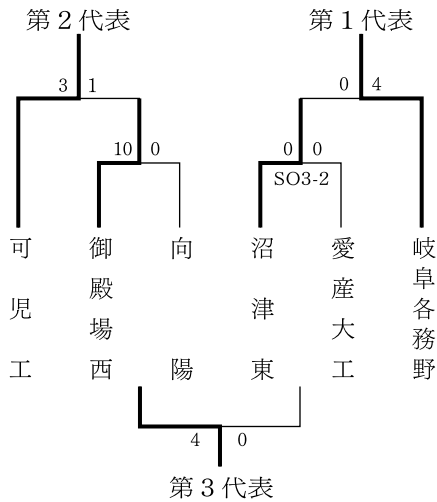 第２代表
第１代表
3 1
0 4
10 0
0 0
SO3-2
可児工
御殿場西
向陽
沼津東
愛産大工
岐阜各務野
4 0
第３代表